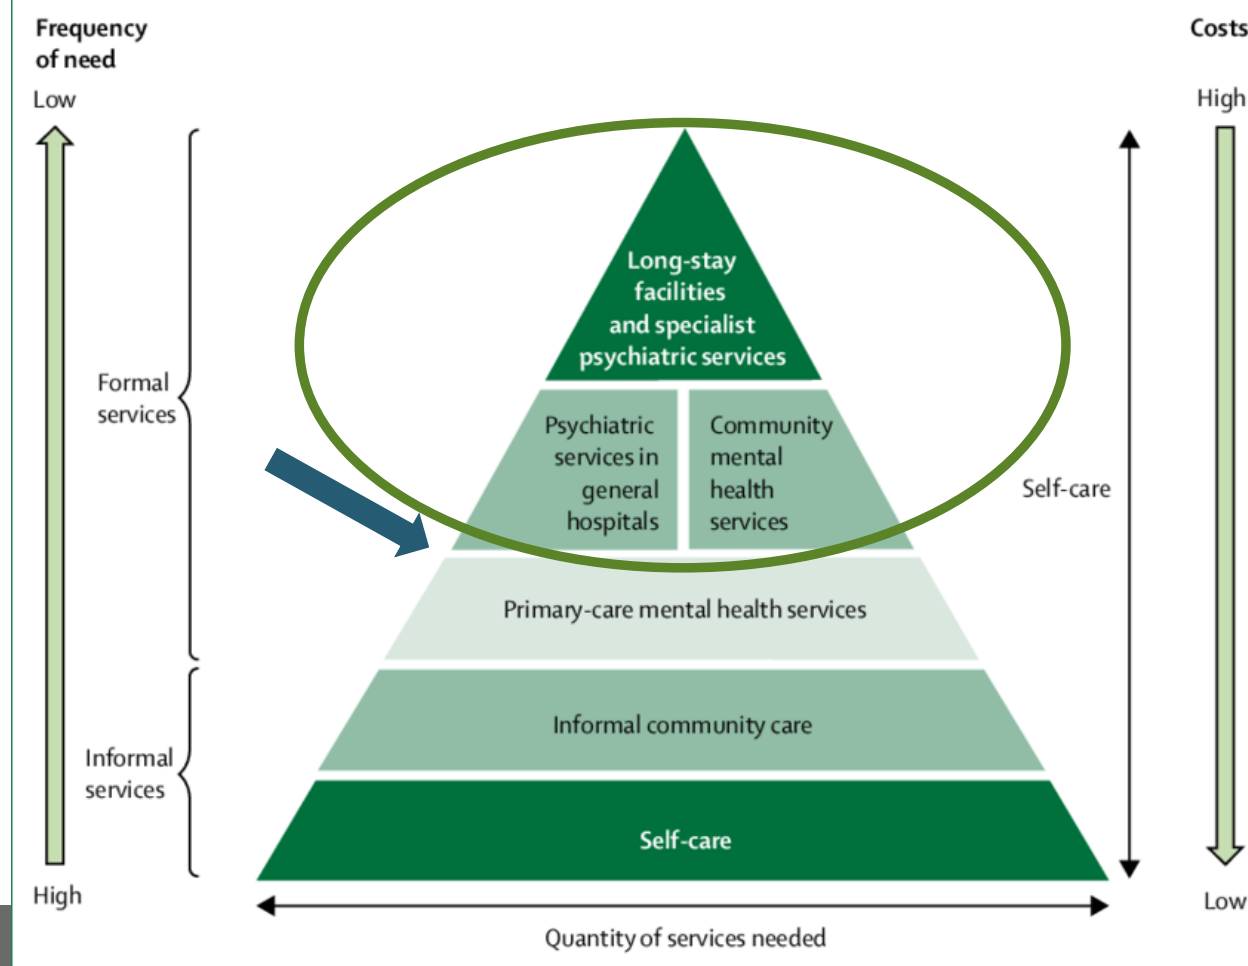 Frequency
of need
Low
Costs
High
Long-stay
facilities
and specialist
psychiatric services
Formal
services
Psychiatric
services in
general
hospitals
Community
mental
health
services
Self-care
Primary-care mental health services
Informal community care
Informal
services
Self-care
High
Low
Quantity of services needed